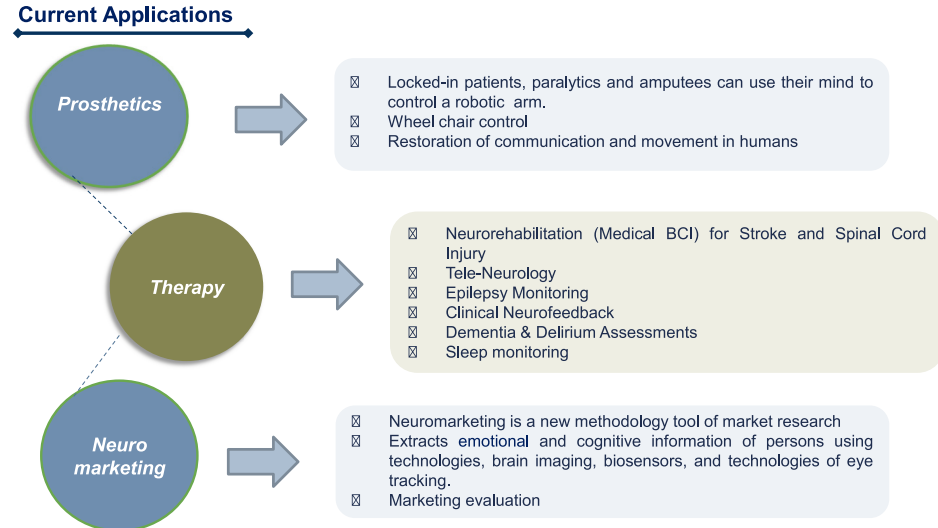 Current Applications
Prosthetics
Locked-in patients, paralytics and amputees can use their mind to
control a robotic arm.
Wheel chair control
Restoration of communication and movement in humans
Therapy
Neurorehabilitation (Medical BCI) for Stroke and Spinal Cord
Injury
Tele-Neurology
Epilepsy Monitoring
Clinical Neurofeedback
Dementia & Delirium Assessments
Sleep monitoring
Neuro
marketing
Neuromarketing is a new methodology tool of market research
Extracts emotional and cognitive information of persons using
technologies, brain imaging, biosensors, and technologies of eye
tracking.
Marketing evaluation